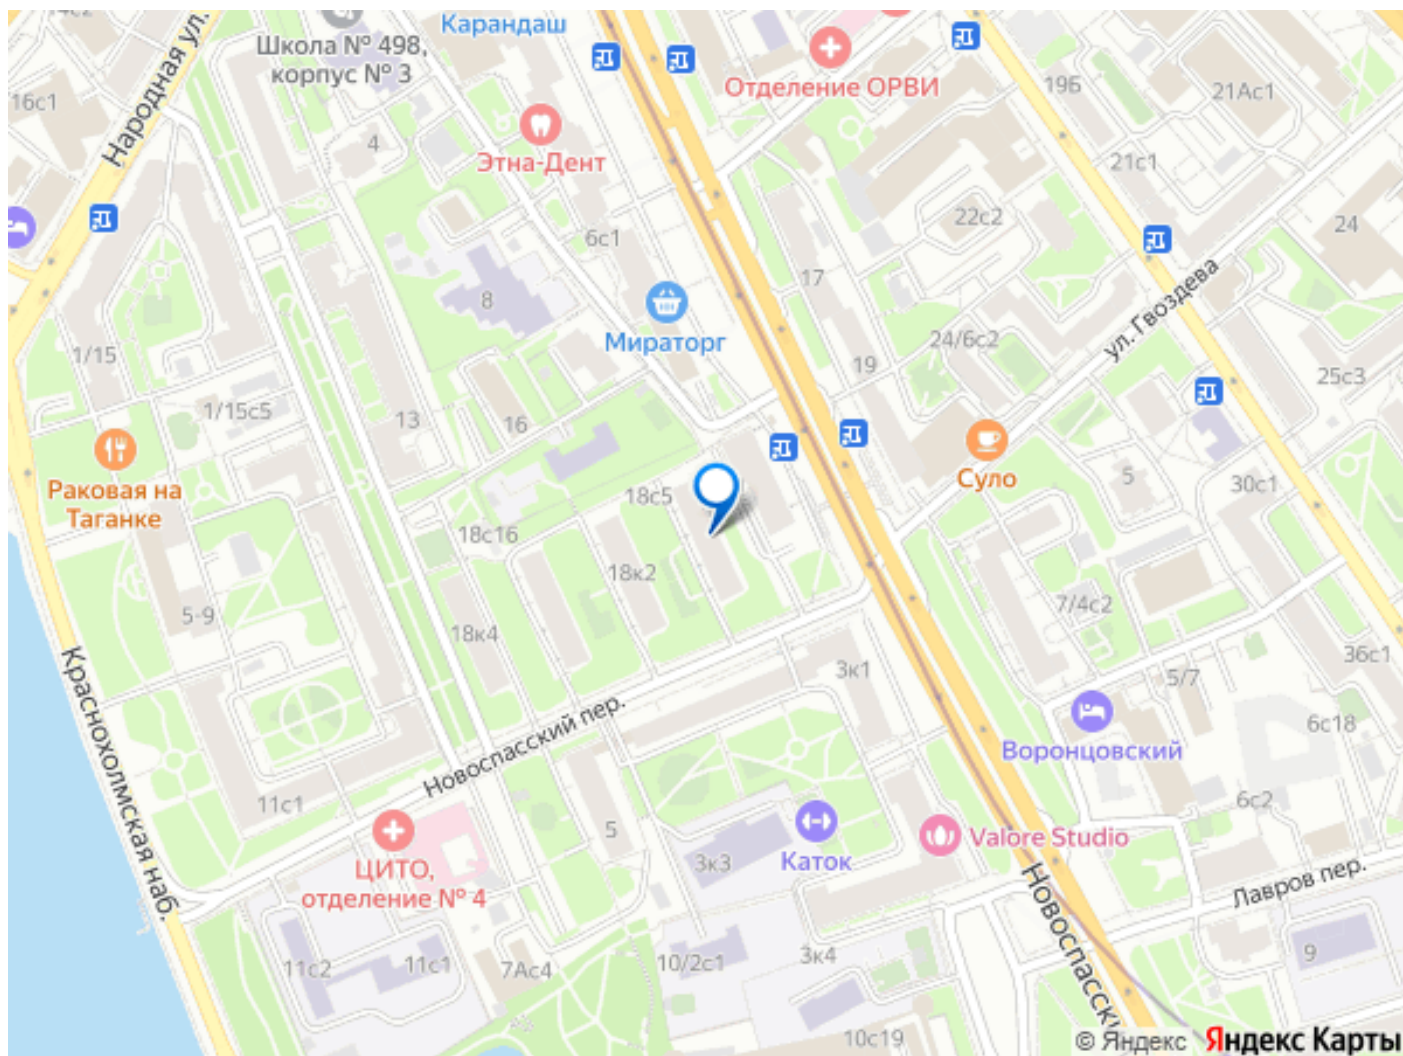 Народная ул.
Школа № 498,
корпус № 3
Карандаш
Отделение ОРВИ
19б
21Ас1
16с1
4
Этна-Дент
21с1
22с2
24
6с1
17
8
Мираторг
ул. Гвоздева
24/6с2
1/15
19
25с3
1/15с5
13
16
Раковая на
Таганке
Суло
5
30с1
18с5
18с16
18к2
5-9
18к4
7/4с2
36с1
3к1
5/7
Краснохолмская наб.
Новоспасский пер.
6с18
Воронцовский
11с1
6с2
5
ЦИТО,
отделение № 4
3к3
Каток
Valore Studio
Новоспасск
Лавров пер.
11с2
11с1
7Ас4
10/2с1
3к4
9
10с19
© Яндекс
Яндекс Карты